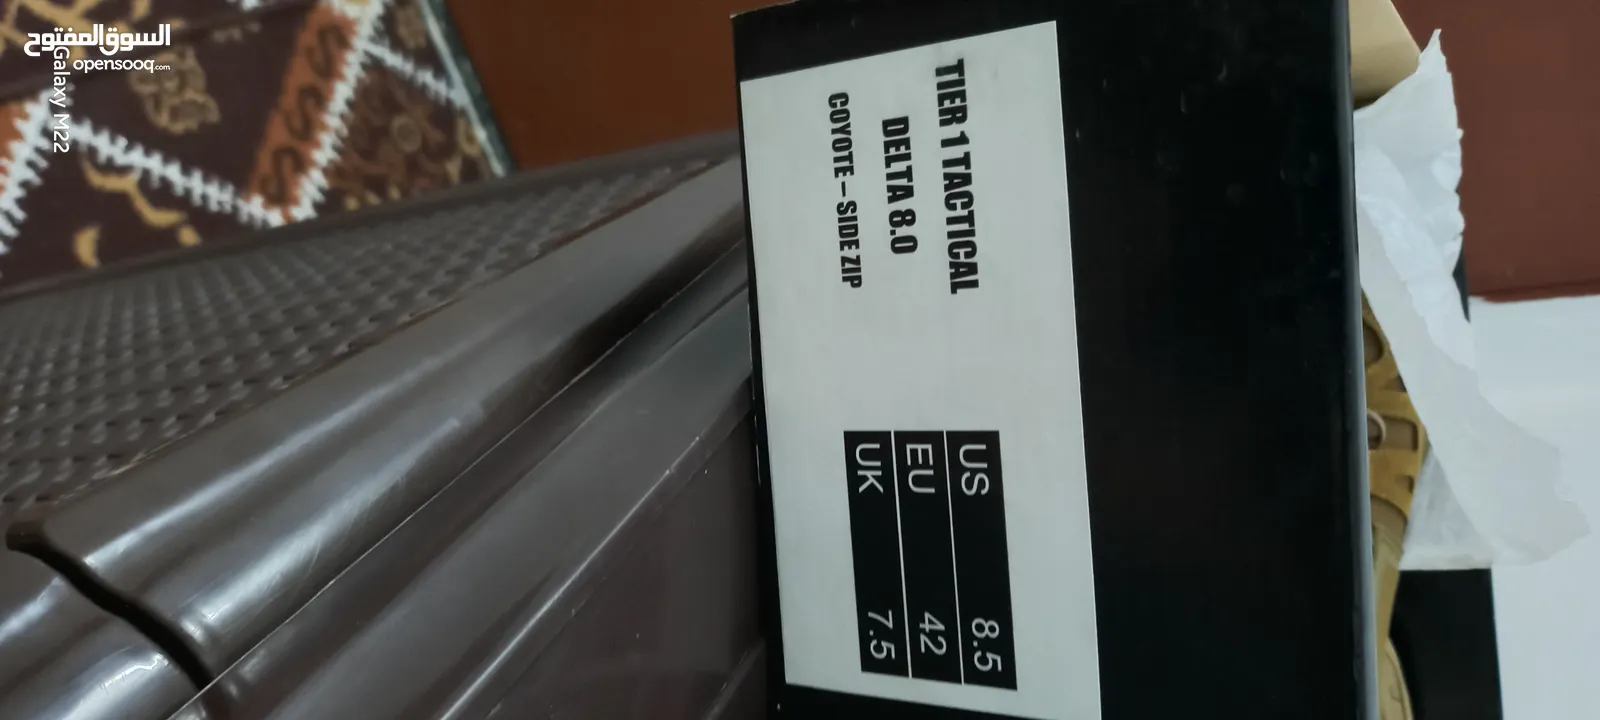 السوق المفتوح
opensooq.com
Galaxy M22
TIER 1 TACTICAL
DELTA 8.0
COYOTE – SIDE ZIP
US 8.5
EU 42
UK 7.5